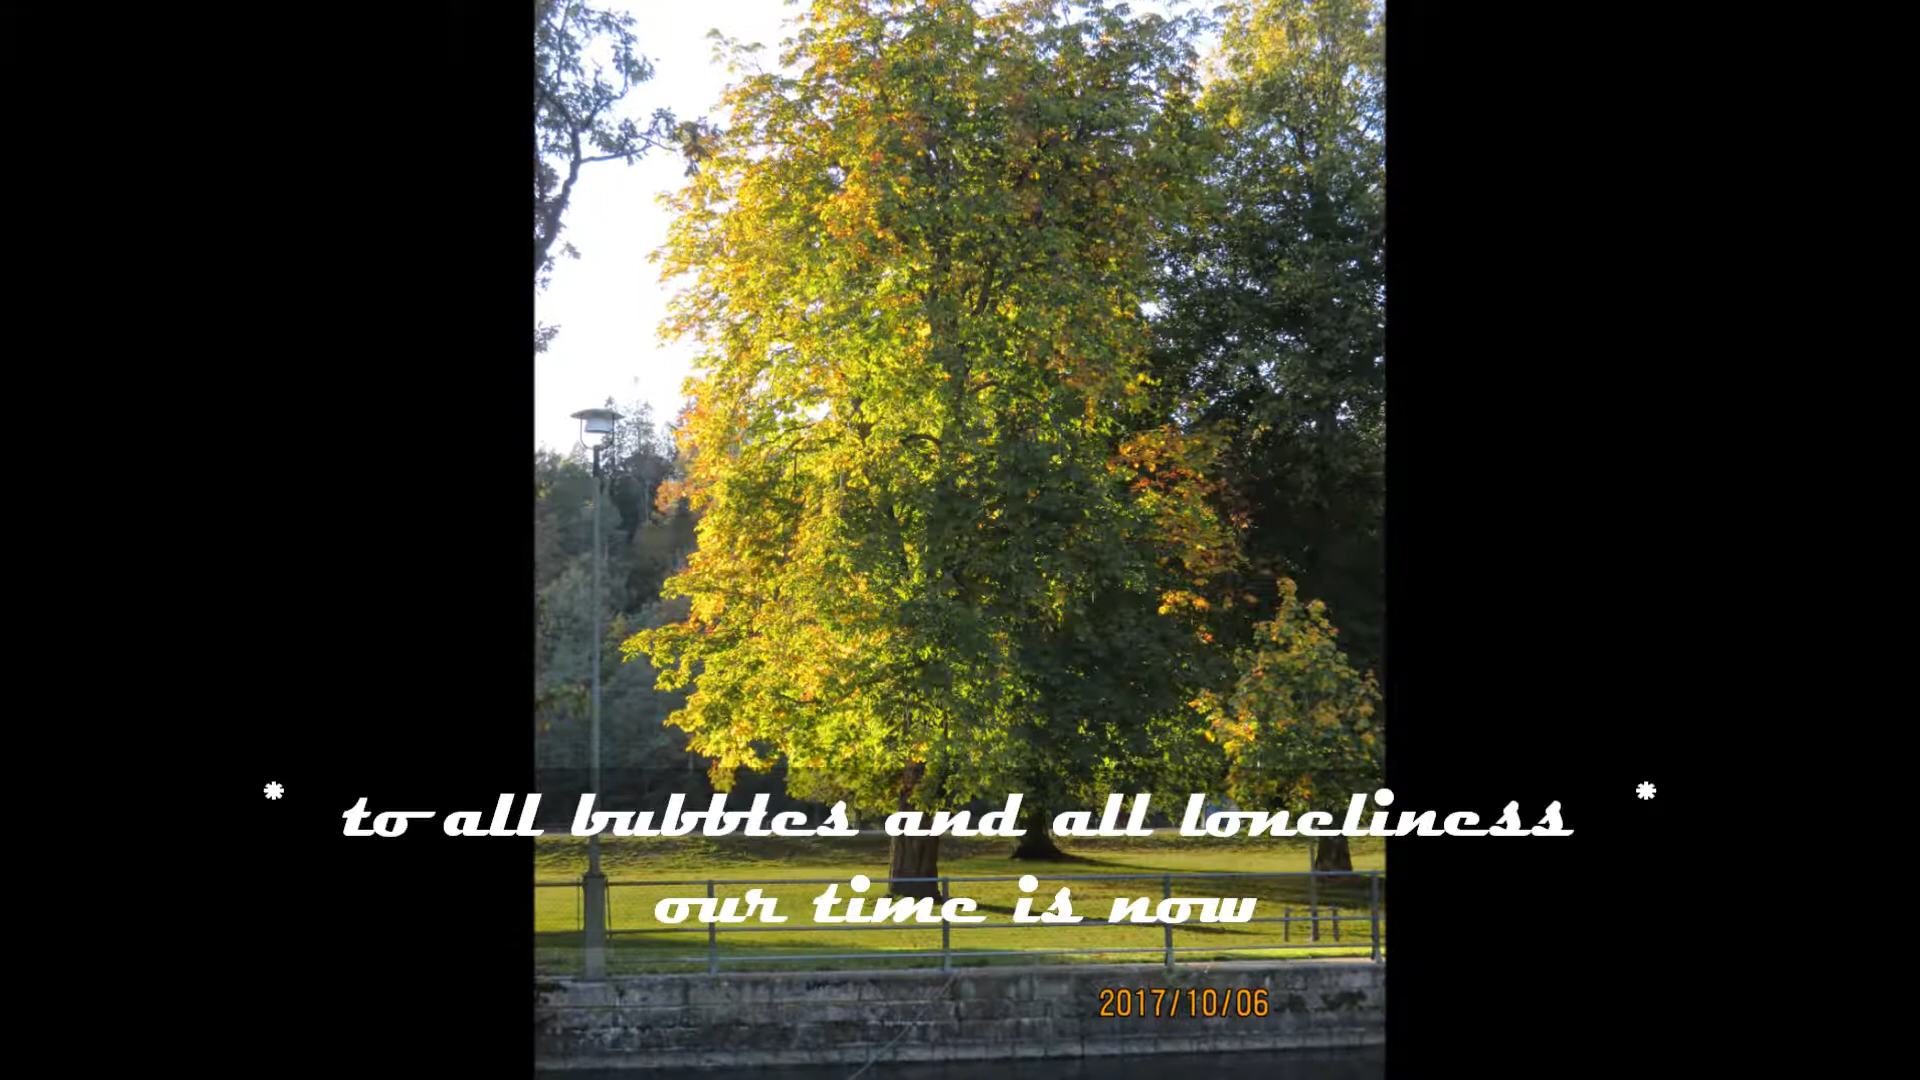 * to all bubbles and all loneliness *
our time is now
2017/10/06